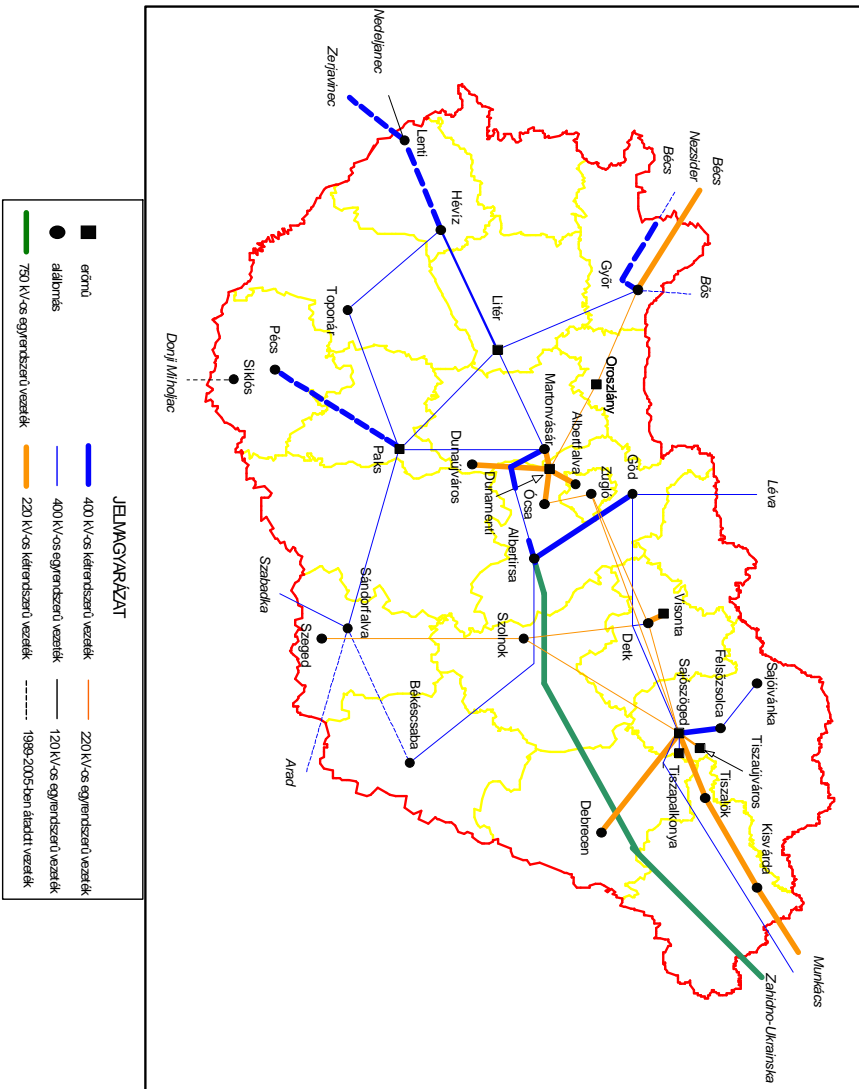 Nedeljanec
Zerjavinec
Lenti
Hévíz
Toponár
Pécs
Siklós
Donji Miholjac
Litér
Bécs
Nezsider
Bécs
Győr
Bős
Oroszlány
Martonvásár
Albertfalva
Zugló
Göd
Léva
Dunaújváros
Dunamenti
Ócsa
Albertirsa
Paks
Szabadka
Sándorfalva
Szeged
Szolnok
Békéscsaba
Arad
Visonta
Detk
Sajószöged
Felsőzsolca
Sajóivánka
Tiszaújváros
Tiszapalkonya
Tiszalök
Kisvárda
Debrecen
Munkács
Zahidno-Ukrainska
JELMAGYARÁZAT
erőmű
alálomás
750 kV-os egyrendszerű vezeték
400 kV-os kétrendszerű vezeték
400 kV-os egyrendszerű vezeték
220 kV-os kétrendszerű vezeték
220 kV-os egyrendszerű vezeték
120 kV-os egyrendszerű vezeték
1989-2005-ben átadott vezeték